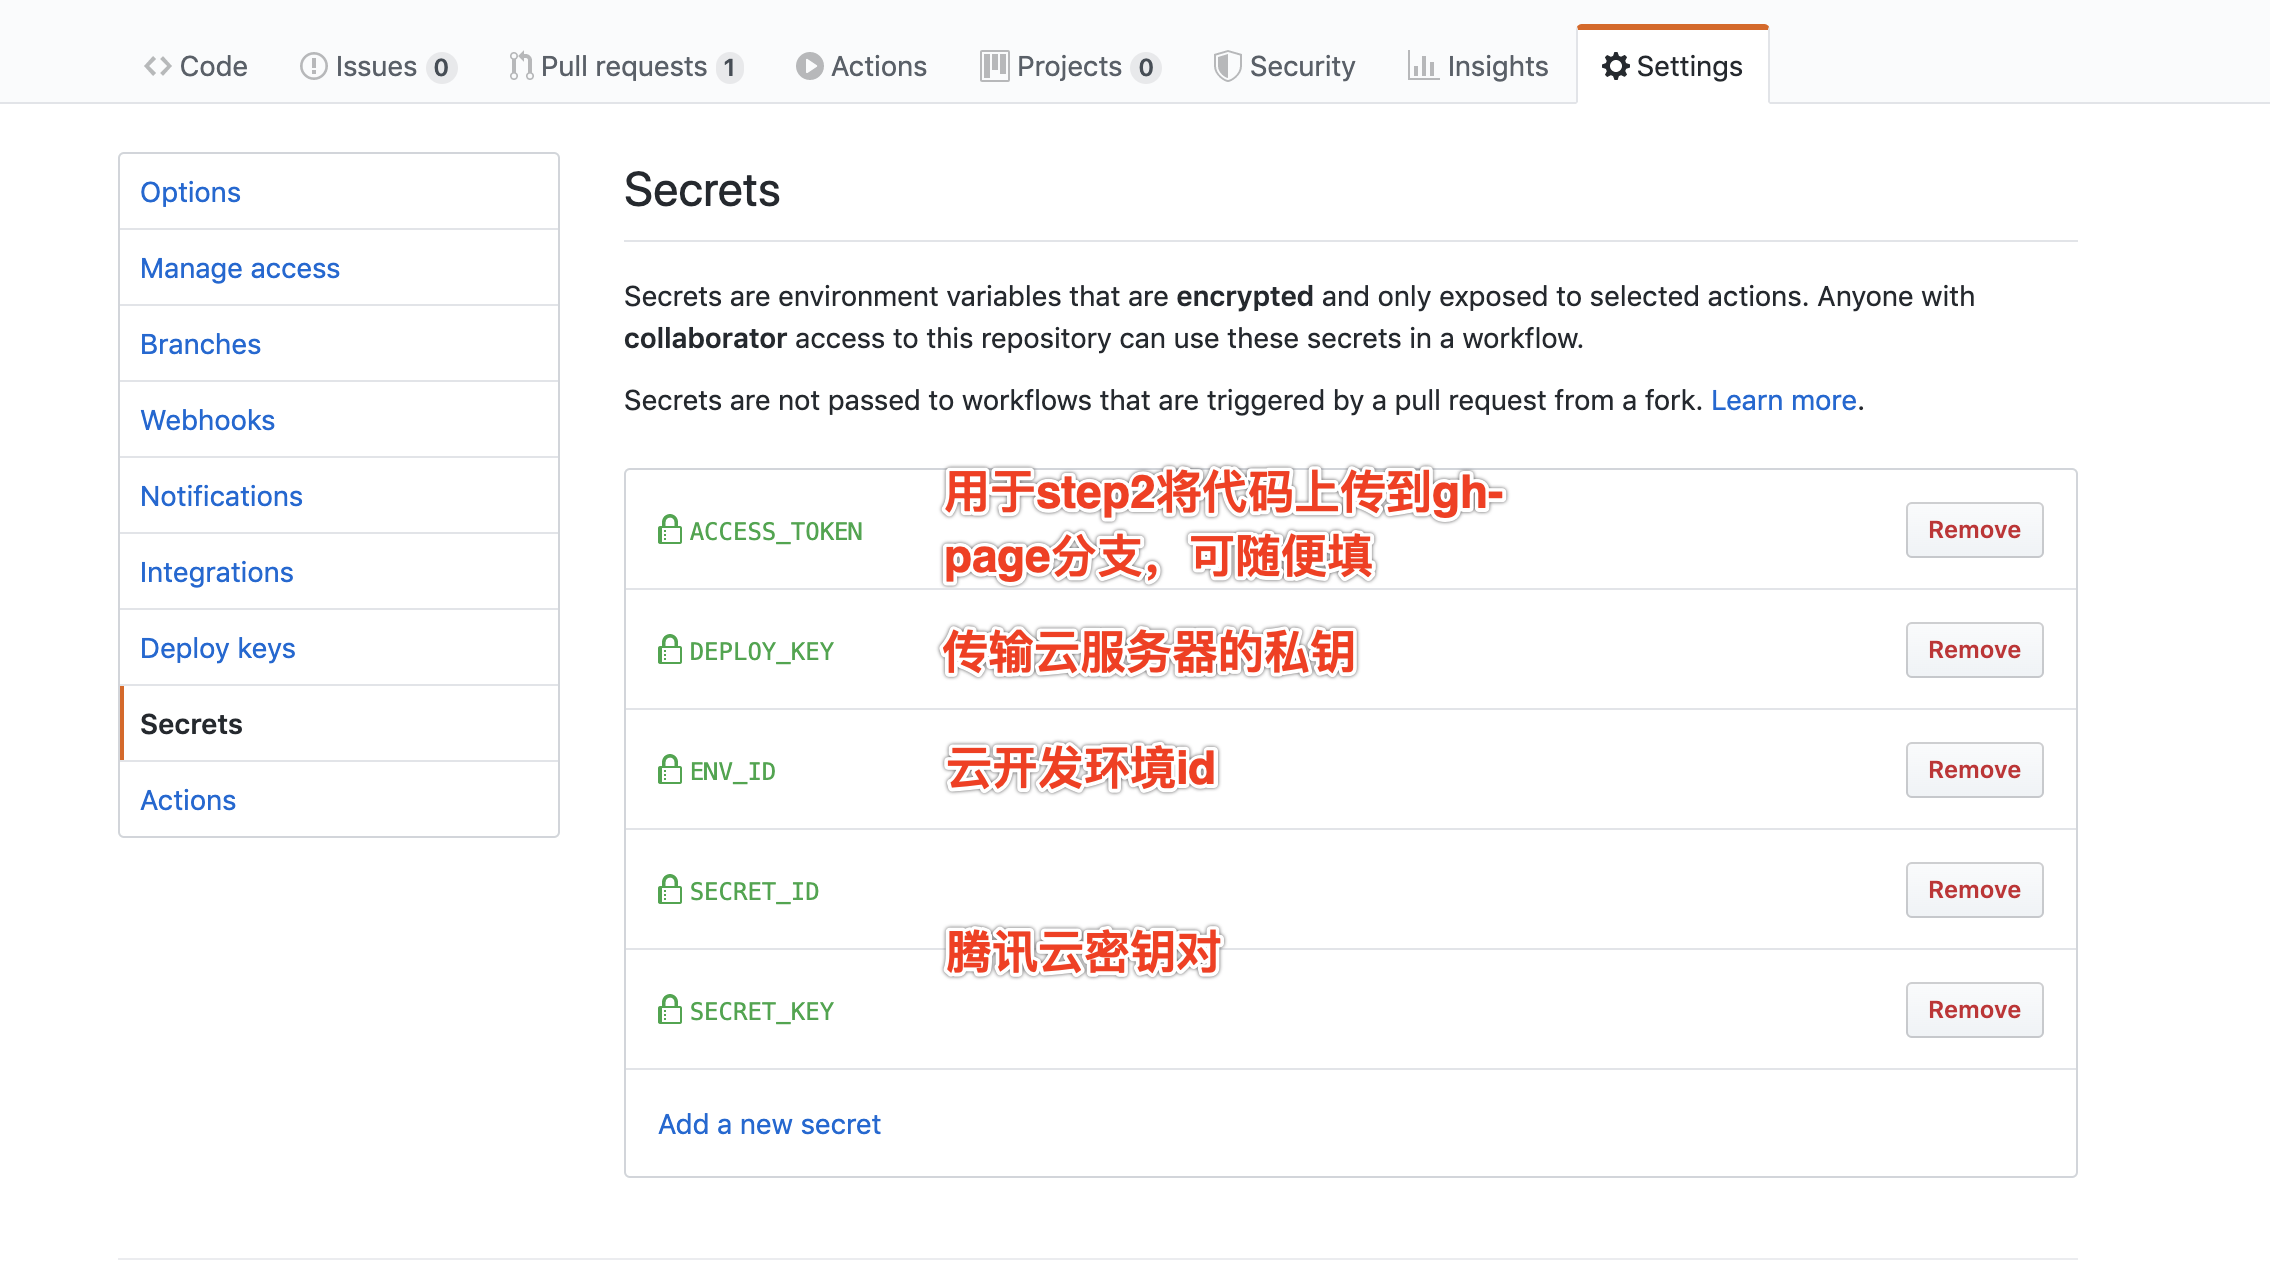 Code Issues 0 Pull requests 1 Actions Projects 0 Security Insights Settings
Options
Manage access
Branches
Webhooks
Notifications
Integrations
Deploy keys
Secrets
Actions
Secrets
Secrets are environment variables that are encrypted and only exposed to selected actions. Anyone with
collaborator access to this repository can use these secrets in a workflow.
Secrets are not passed to workflows that are triggered by a pull request from a fork. Learn more.
ACCESS_TOKEN
用于step2将代码上传到gh-
page分支，可随便填
Remove
DEPLOY_KEY
传输云服务器的私钥
Remove
ENV_ID
云开发环境id
Remove
SECRET_ID
Remove
腾讯云密钥对
SECRET_KEY
Remove
Add a new secret